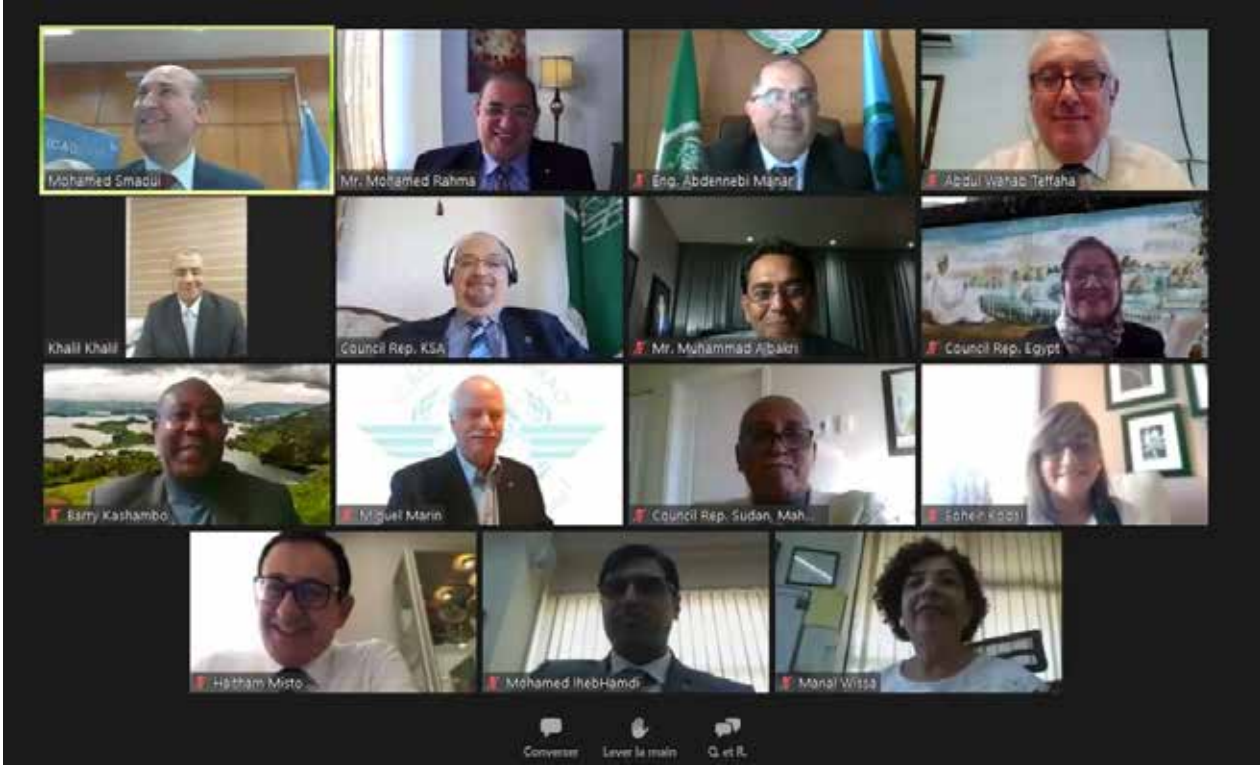 ICAO
Mohamed Smaoui
Mr. Mohamed Rahma
Eng. Abdennebi Manar
Abdul Wahab Teffaha
Khalil Khalil
Council Rep. KSA
Mr. Muhammad Albakri
Council Rep. Egypt
Barry Kashambo
Miguel Marin
Council Rep. Sudan, Mah...
Soheir
Haitham Misto
Mohamed IhebHamdi
Manal Wissa
Converser
Lever la main
Q. et R.